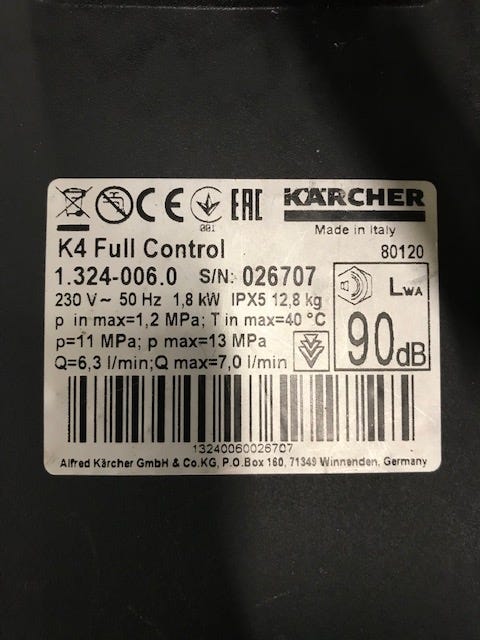 001
EAC
KÄRCHER
Made in Italy
K4 Full Control
80120
1.324-006.0 S/N: 026707
230 V~ 50 Hz 1,8 kW IPX5 12,8 kg
p in max=1,2 MPa; T in max=40 °C
p=11 MPa; p max=13 MPa
Q=6,3 l/min;Q max=7,0 l/min
LWA
90dB
13240060026707
Alfred Kärcher GmbH & Co.KG, P.O.Box 160, 71349 Winnenden, Germany